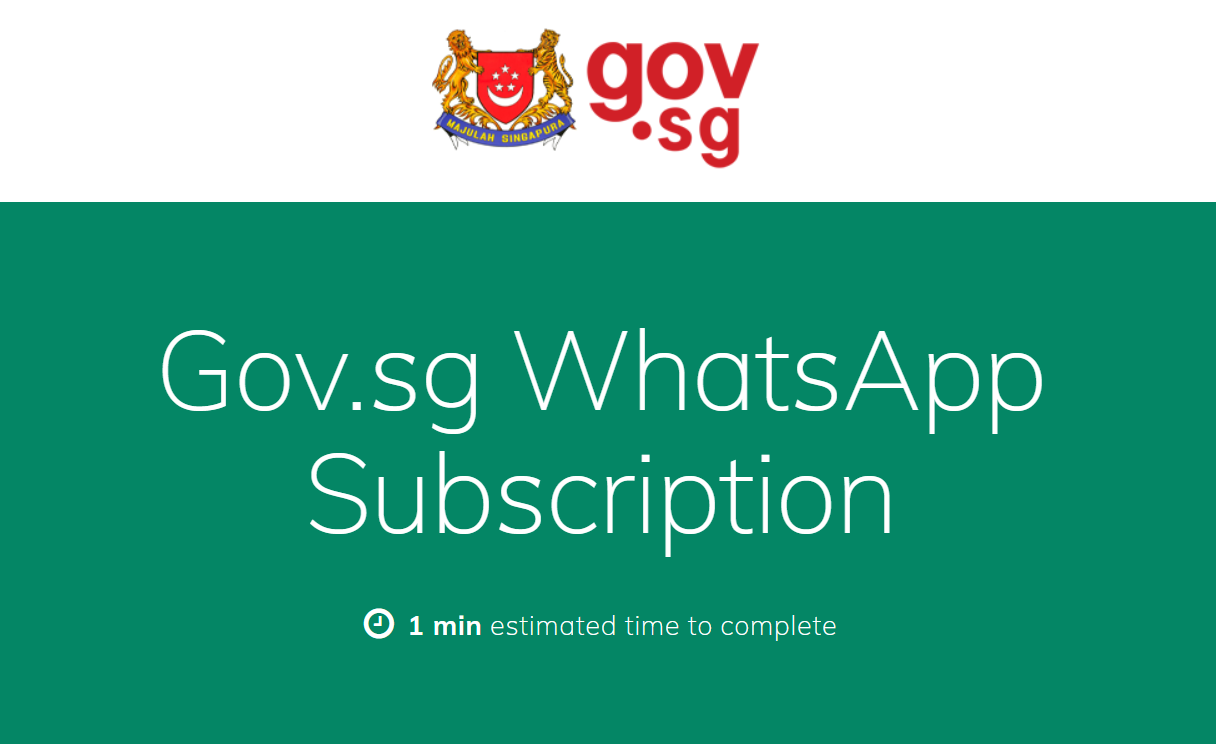 MAJULAH SINGAPURA
gov
.sg
Gov.sg WhatsApp
Subscription
1 min estimated time to complete